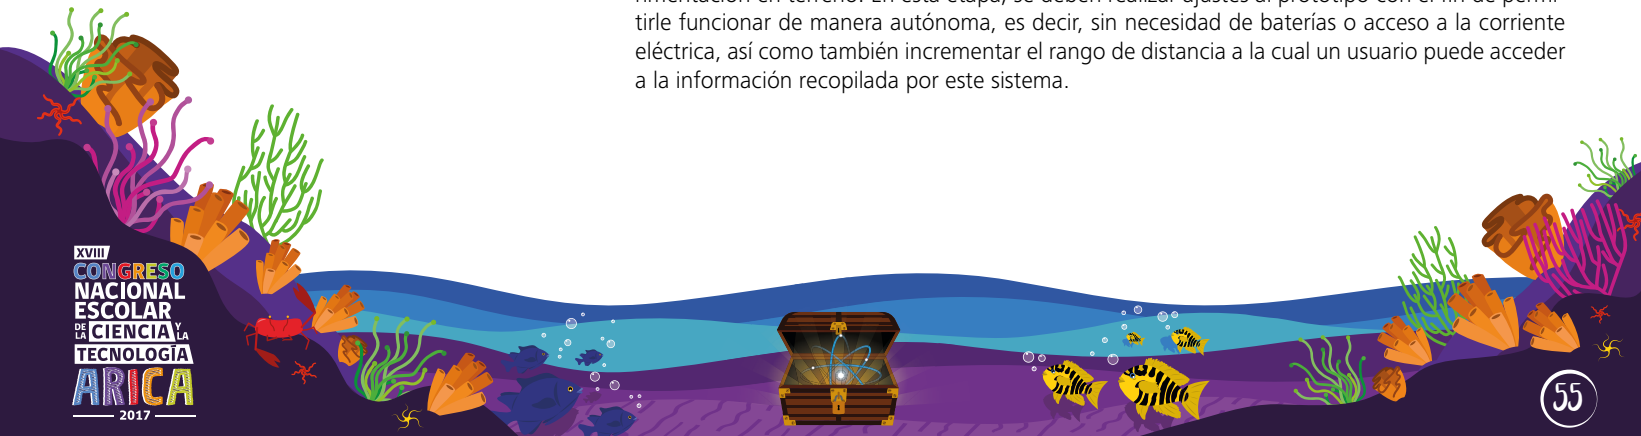 tirle funcionar de manera autónoma, es decir, sin necesidad de baterías o acceso a la corriente
eléctrica, así como también incrementar el rango de distancia a la cual un usuario puede acceder
a la información recopilada por este sistema.
XVIII
CONGRESO
NACIONAL
ESCOLAR
DE LA CIENCIA Y LA
TECNOLOGÍA
ARICA
2017
55